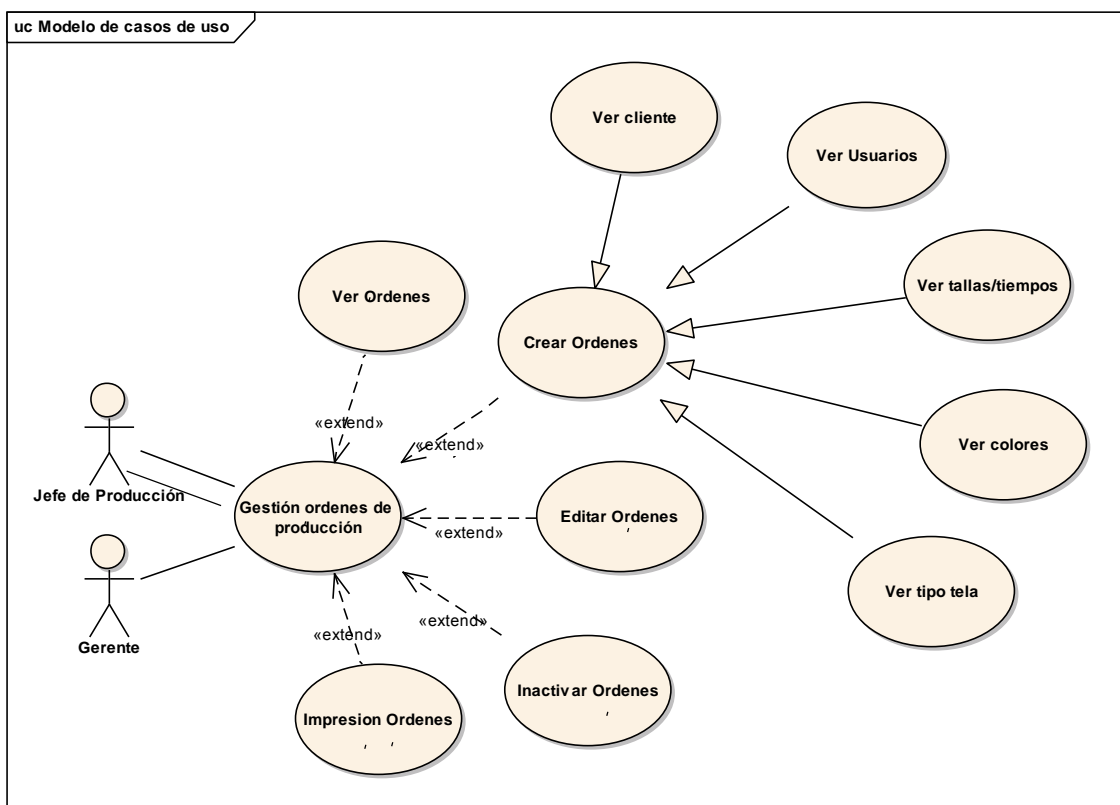 uc Modelo de casos de uso
Ver cliente
Ver Usuarios
Ver tallas/tiempos
Ver Ordenes
Crear Ordenes
Ver colores
«extend»
«extend»
Jefe de Producción
Gestión ordenes de
producción
Editar Ordenes
«extend»
Ver tipo tela
Gerente
«extend»
«extend»
Inactivar Ordenes
Impresion Ordenes